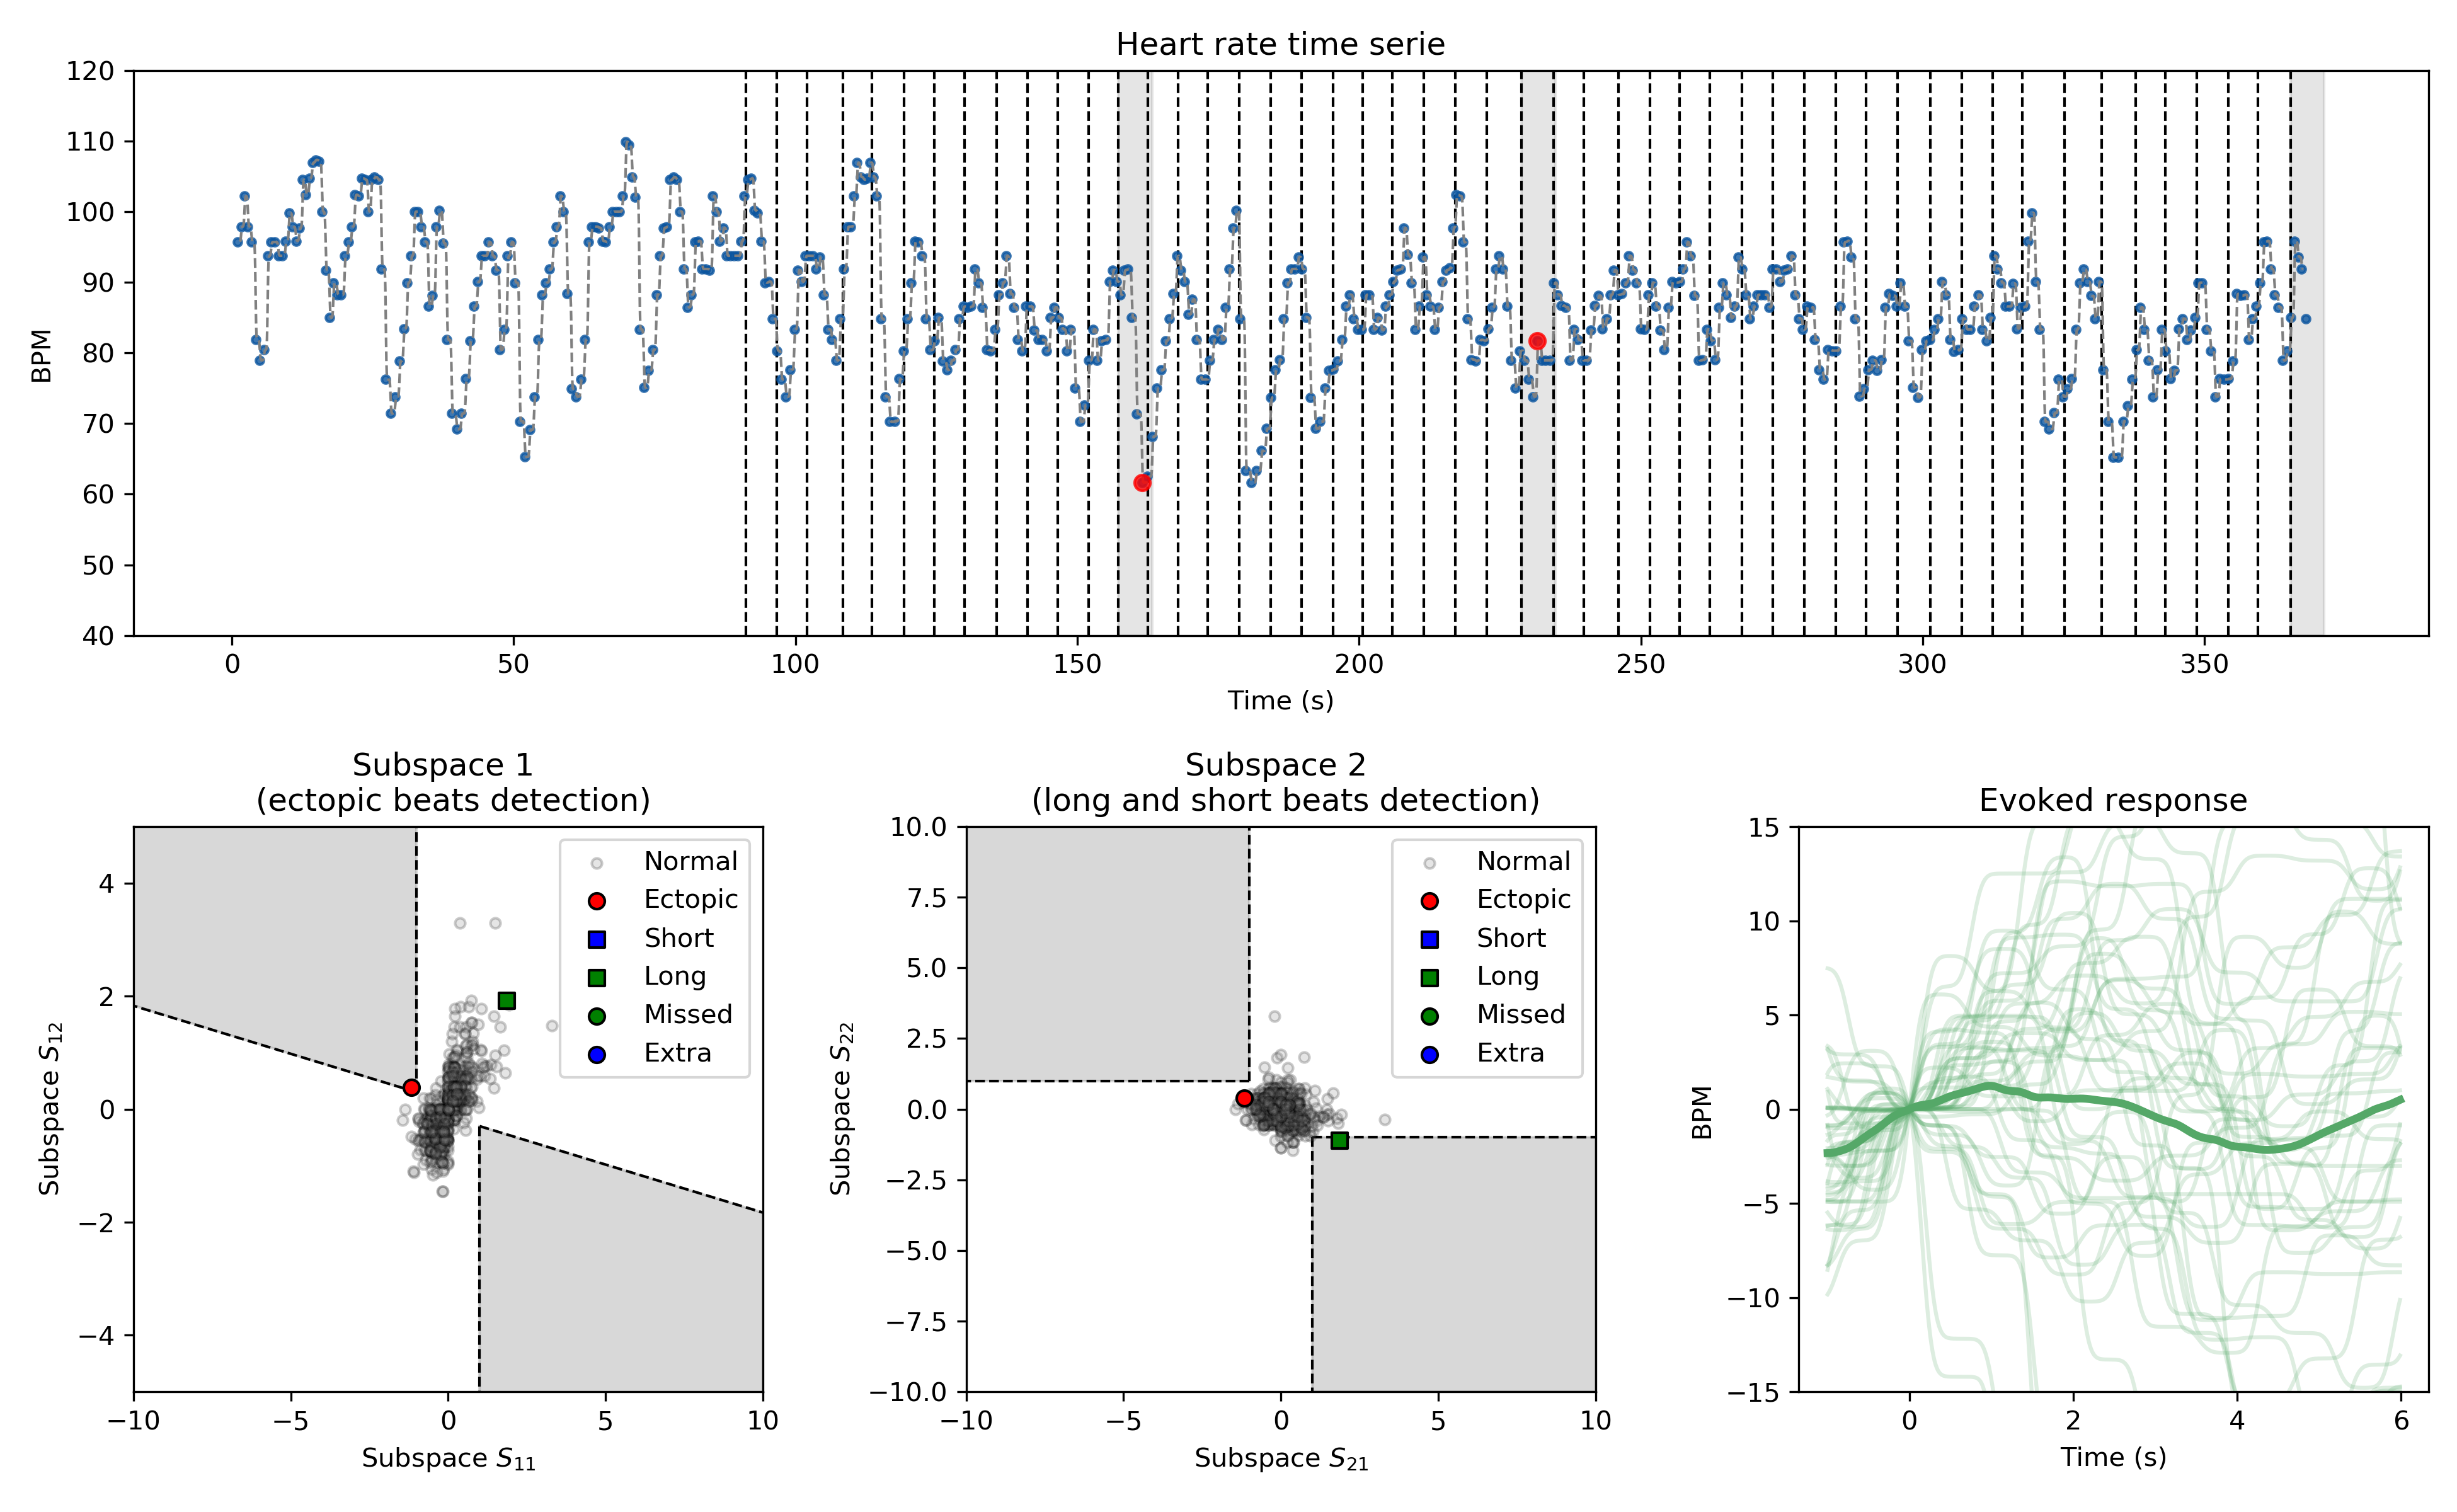 Heart rate time serie
BPM
120
110
100
90
80
70
60
50
40
0 50 100 150 200 250 300 350
Time (s)
Subspace 1
(ectopic beats detection)
Subspace S12
4
2
0
−2
−4
Normal
Ectopic
Short
Long
Missed
Extra
−10 −5 0 5 10
Subspace S11
Subspace 2
(long and short beats detection)
Subspace S22
10.0
7.5
5.0
2.5
0.0
−2.5
−5.0
−7.5
−10.0
Normal
Ectopic
Short
Long
Missed
Extra
−10 −5 0 5 10
Subspace S21
Evoked response
BPM
15
10
5
0
−5
−10
−15
0 2 4 6
Time (s)